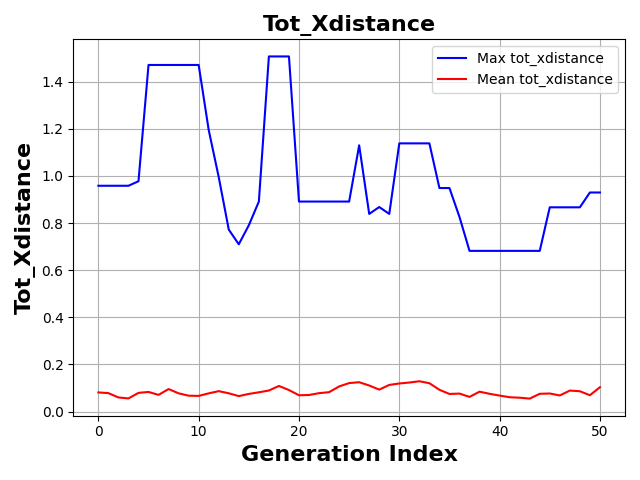 Tot_Xdistance
Max tot_xdistance
Mean tot_xdistance
Tot_Xdistance
1.4
1.2
1.0
0.8
0.6
0.4
0.2
0.0
0 10 20 30 40 50
Generation Index